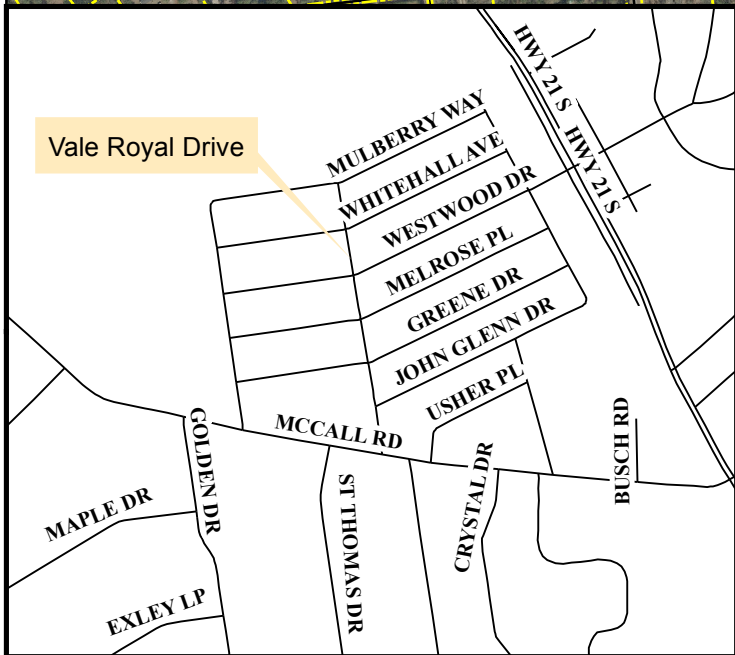 HWY 21 S
MULBERRY WAY
Vale Royal Drive
WHITEHALL AVE
HWY 21 S
WESTWOOD DR
MELROSE PL
GREENE DR
JOHN GLENN DR
USHER PL
MCCALL RD
GOLDEN DR
BUSCH RD
CRYSTAL DR
ST THOMAS DR
MAPLE DR
EXLEY LP